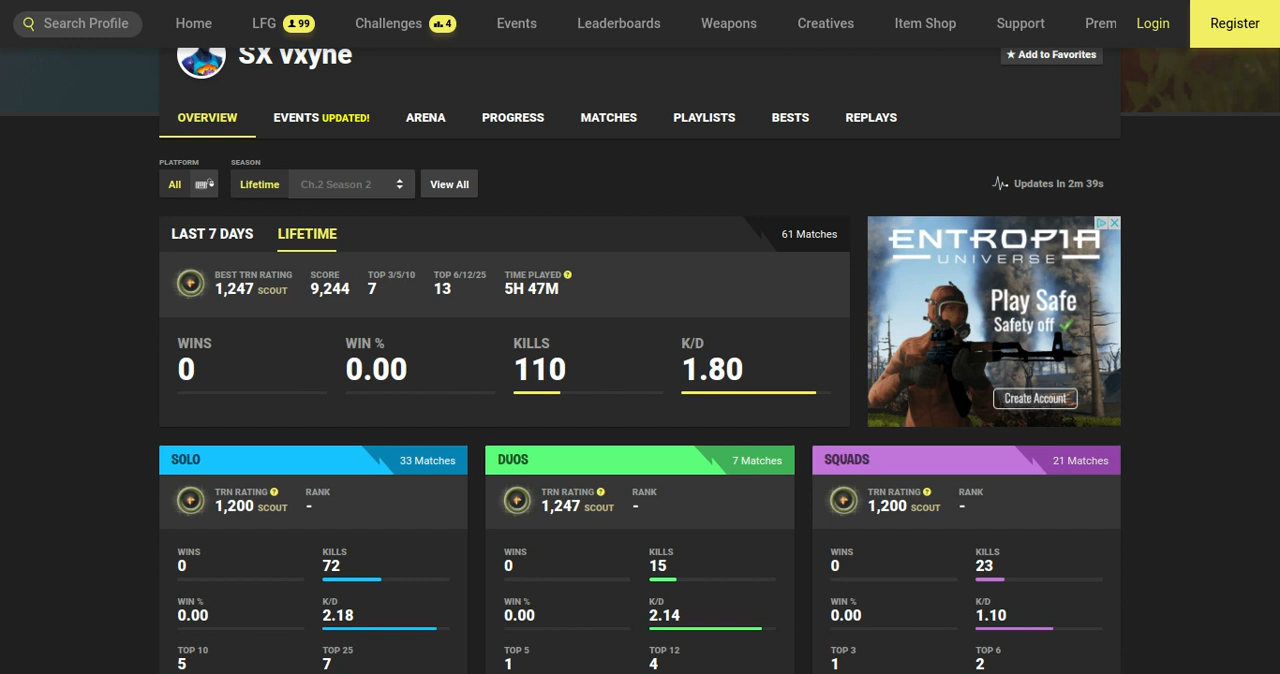 Search Profile Home LFG 99 Challenges 4 Events Leaderboards Weapons Creatives Item Shop Support Prem Login Register
SX vxyne
★ Add to Favorites
OVERVIEW EVENTS UPDATED! ARENA PROGRESS MATCHES PLAYLISTS BESTS REPLAYS
PLATFORM SEASON
All Lifetime Ch.2 Season 2 View All Updates In 2m 39s
LAST 7 DAYS LIFETIME 61 Matches
BEST TRN RATING SCORE TOP 3/5/10 TOP 6/12/25 TIME PLAYED ?
1,247 SCOUT 9,244 7 13 5H 47M
WINS WIN % KILLS K/D
0 0.00 110 1.80
ENTROPIA
UNIVERSE
Play Safe
Safety off
Create Account
SOLO 33 Matches
TRN RATING ? RANK
1,200 SCOUT -
WINS KILLS
0 72
WIN % K/D
0.00 2.18
TOP 10 TOP 25
5 7
DUOS 7 Matches
TRN RATING ? RANK
1,247 SCOUT -
WINS KILLS
0 15
WIN % K/D
0.00 2.14
TOP 5 TOP 12
1 4
SQUADS 21 Matches
TRN RATING ? RANK
1,200 SCOUT -
WINS KILLS
0 23
WIN % K/D
0.00 1.10
TOP 3 TOP 6
1 2